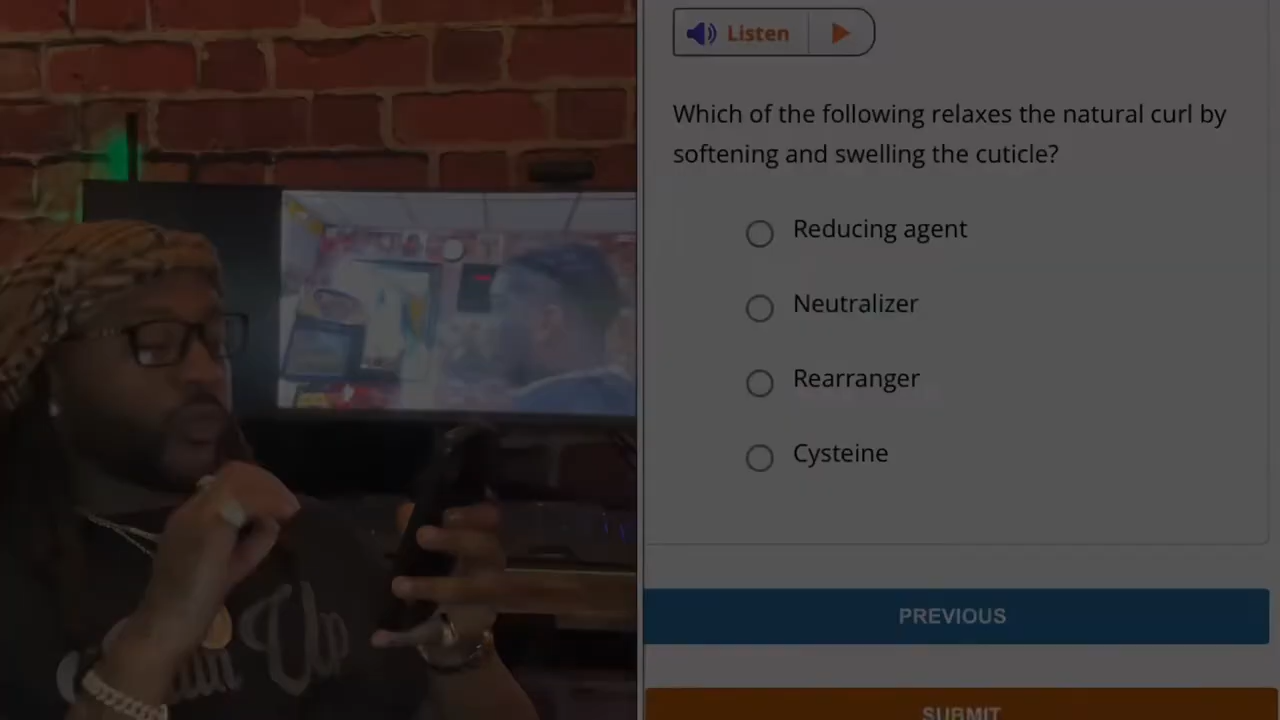 Listen
Which of the following relaxes the natural curl by
softening and swelling the cuticle?
Reducing agent
Neutralizer
Rearranger
Cysteine
PREVIOUS
SUBMIT
Up